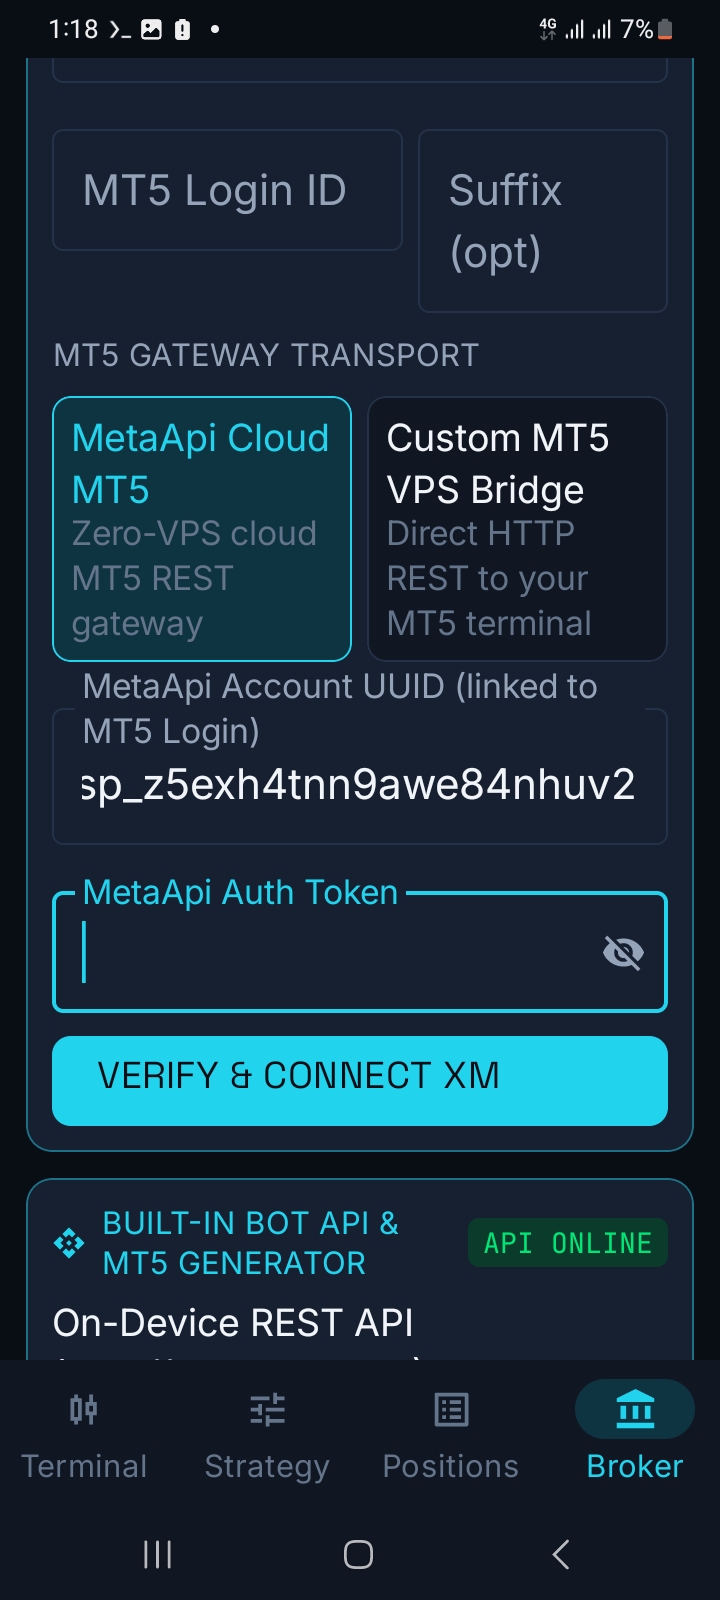 1:18
4G
7%
MT5 Login ID
Suffix
(opt)
MT5 GATEWAY TRANSPORT
MetaApi Cloud
MT5
Zero-VPS cloud
MT5 REST
gateway
Custom MT5
VPS Bridge
Direct HTTP
REST to your
MT5 terminal
MetaApi Account UUID (linked to
MT5 Login)
sp_z5exh4tnn9awe84nhuv2
MetaApi Auth Token
VERIFY & CONNECT XM
BUILT-IN BOT API &
MT5 GENERATOR
API ONLINE
On-Device REST API
Terminal
Strategy
Positions
Broker